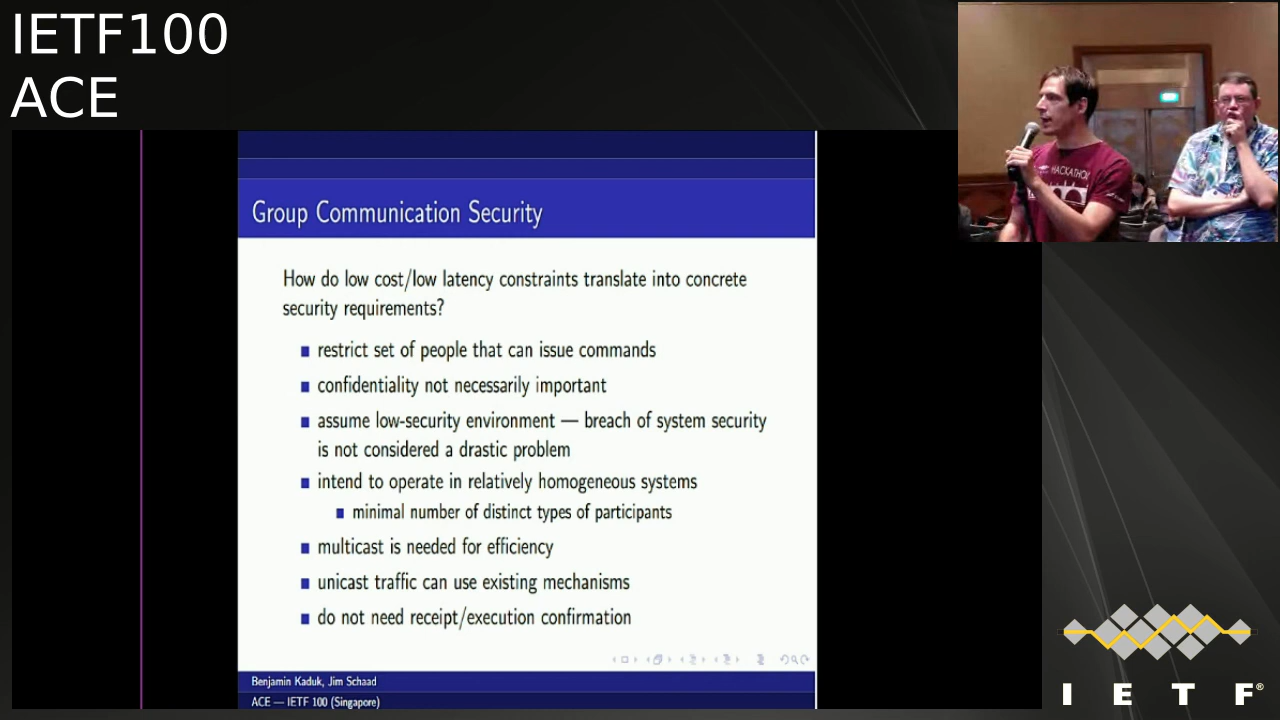 IETF100
ACE
HACKATHON
Group Communication Security
How do low cost/low latency constraints translate into concrete
security requirements?
restrict set of people that can issue commands
confidentiality not necessarily important
assume low-security environment — breach of system security
is not considered a drastic problem
intend to operate in relatively homogeneous systems
minimal number of distinct types of participants
multicast is needed for efficiency
unicast traffic can use existing mechanisms
do not need receipt/execution confirmation
Benjamin Kaduk, Jim Schaad
ACE — IETF 100 (Singapore)
I E T F®